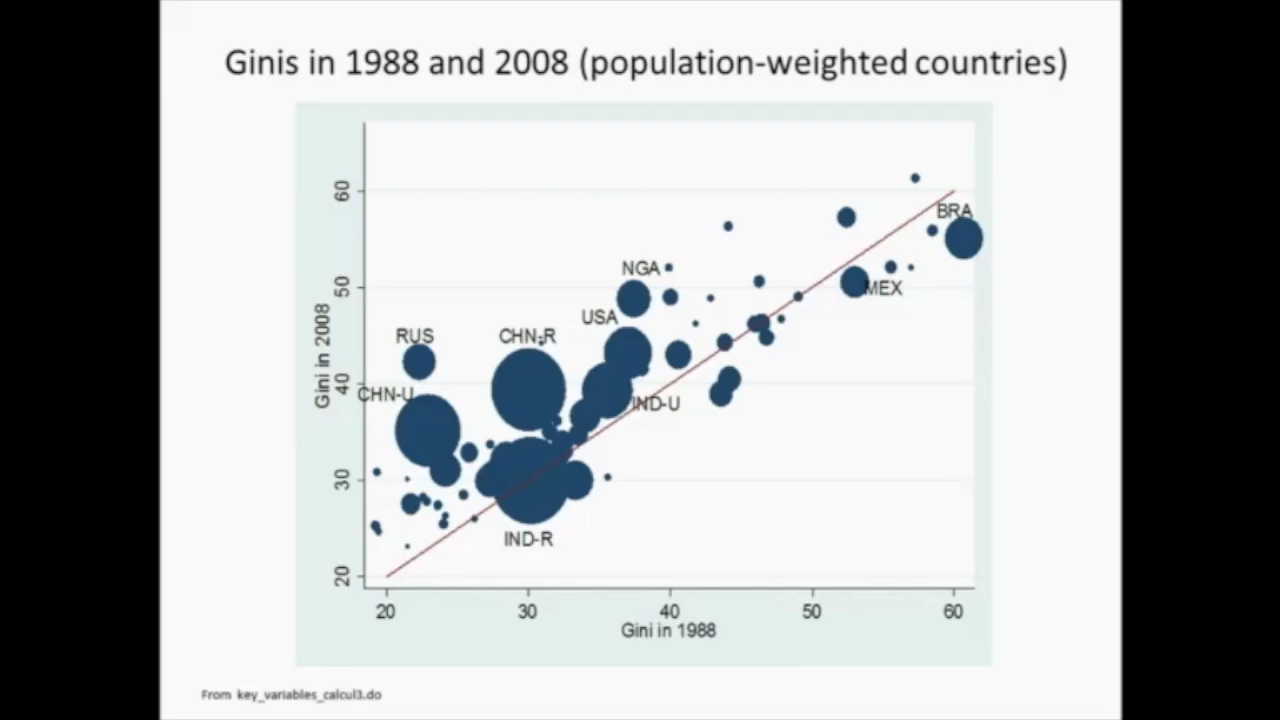 Ginis in 1988 and 2008 (population-weighted countries)
60
50
40
30
20
Gini in 2008
BRA
NGA
MEX
USA
RUS
CHN-R
CHN-U
IND-U
IND-R
20 30 40 50 60
Gini in 1988
From key_variables_calcul3.do